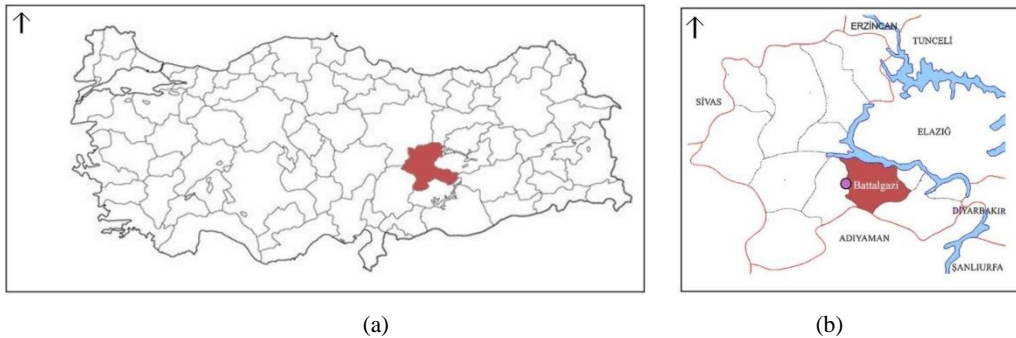 ERZİNCAN
TUNCELİ
SİVAS
ELAZIĞ
Battalgazi
DİYARBAKIR
ADIYAMAN
ŞANLIURFA
(a)
(b)